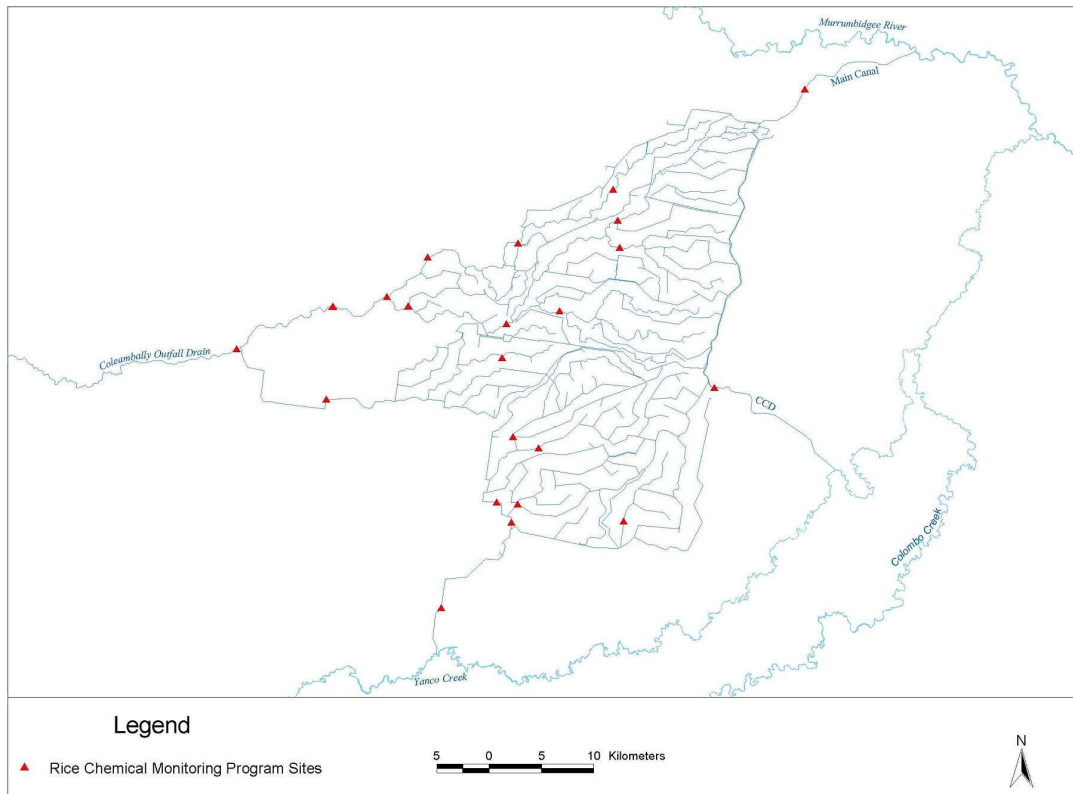 Murrumbidgee River
Main Canal
Coleambally Outfall Drain
CCD
Colombo Creek
Yanco Creek
Legend
Rice Chemical Monitoring Program Sites
5 0 5 10 Kilometers
N